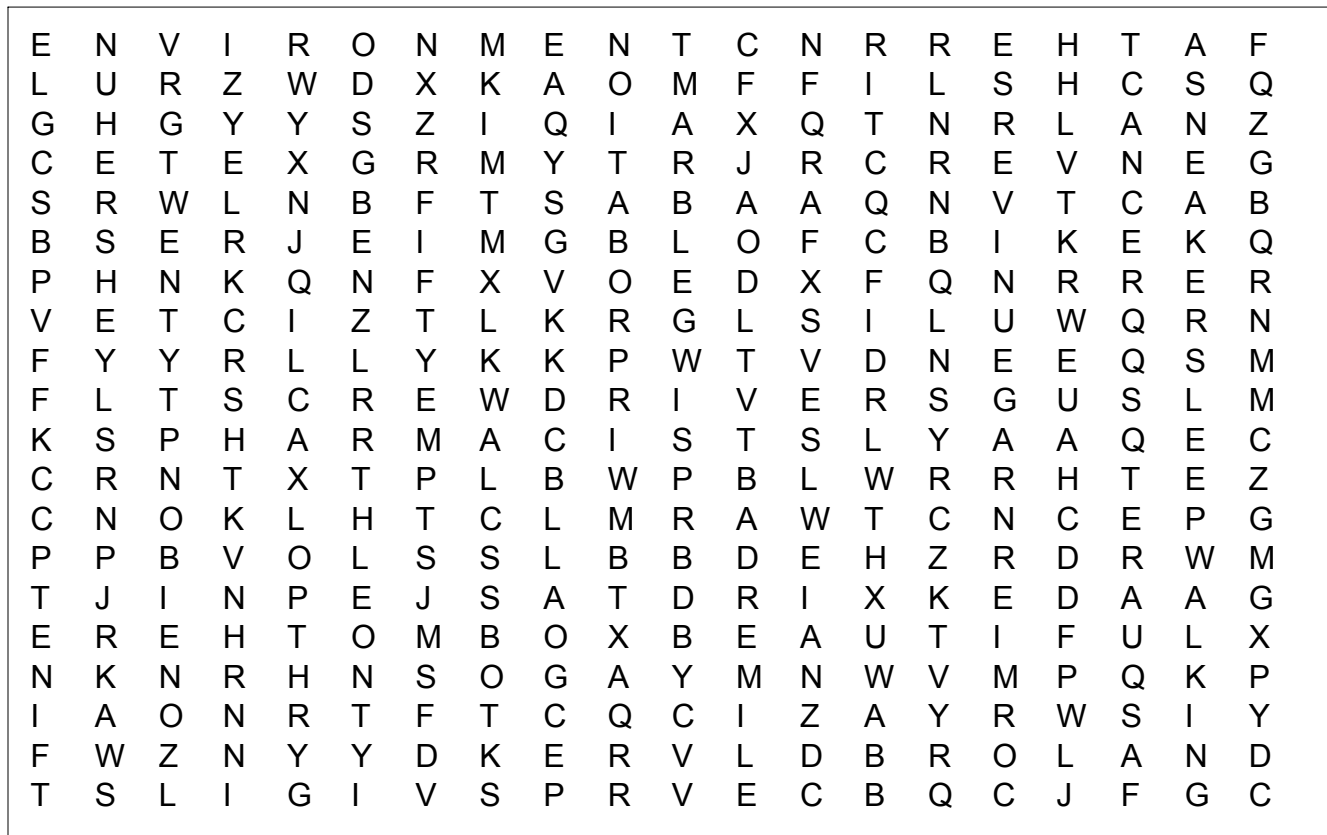 E N V I R O N M E N T C N R R E H T A F
L U R Z W D X K A O M F F I L S H C S Q
G H G Y Y S Z I Q I A X Q T N R L A N Z
C E T E X G R M Y T R J R C R E V N E G
S R W L N B F T S A B A A Q N V T C A B
B S E R J E I M G B L O F C B I K E K Q
P H N K Q N F X V O E D X F Q N R R E R
V E T C I Z T L K R G L S I L U W Q R N
F Y Y R L L Y K K P W T V D N E E Q S M
F L T S C R E W D R I V E R S G U S L M
K S P H A R M A C I S T S L Y A A Q E C
C R N T X T P L B W P B L W R R H T E Z
C N O K L H T C L M R A W T C N C E P G
P P B V O L S S L B B D E H Z R D R W M
T J I N P E J S A T D R I X K E D A A G
E R E H T O M B O X B E A U T I F U L X
N K N R H N S O G A Y M N W V M P Q K P
I A O N R T F T C Q C I Z A Y R W S I Y
F W Z N Y Y D K E R V L D B R O L A N D
T S L I G I V S P R V E C B Q C J F G C